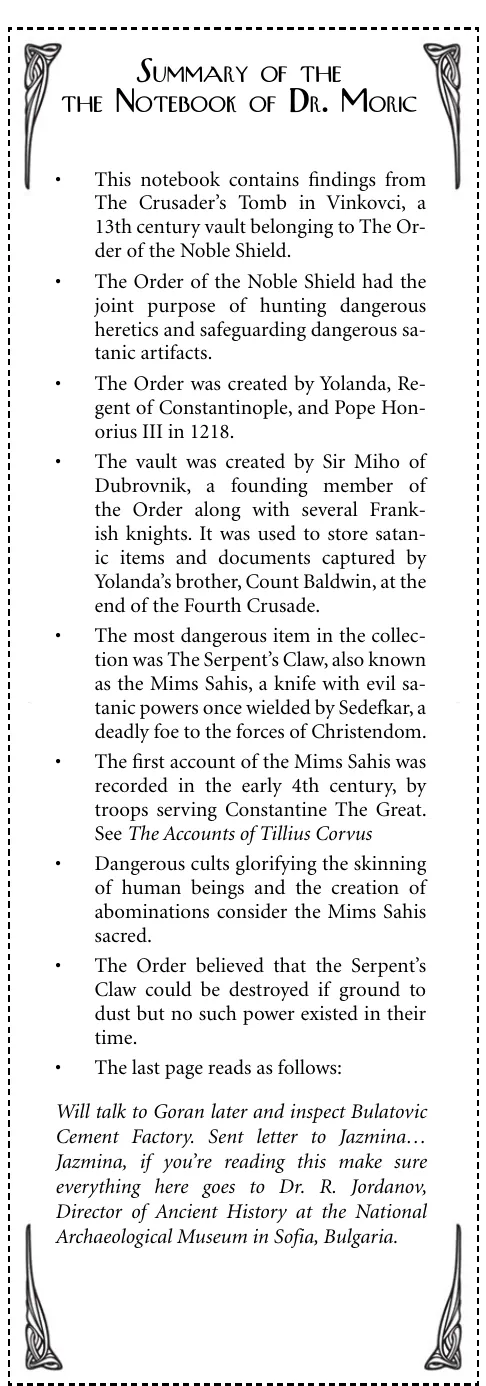 Summary of the
the Notebook of Dr. Moric
• This notebook contains findings from
The Crusader's Tomb in Vinkovci, a
13th century vault belonging to The Or-
der of the Noble Shield.
• The Order of the Noble Shield had the
joint purpose of hunting dangerous
heretics and safeguarding dangerous sa-
tanic artifacts.
• The Order was created by Yolanda, Re-
gent of Constantinople, and Pope Hon-
orius III in 1218.
• The vault was created by Sir Miho of
Dubrovnik, a founding member of
the Order along with several Frank-
ish knights. It was used to store satan-
ic items and documents captured by
Yolanda's brother, Count Baldwin, at the
end of the Fourth Crusade.
• The most dangerous item in the collec-
tion was The Serpent's Claw, also known
as the Mims Sahis, a knife with evil sa-
tanic powers once wielded by Sedefkar, a
deadly foe to the forces of Christendom.
• The first account of the Mims Sahis was
recorded in the early 4th century, by
troops serving Constantine The Great.
See The Accounts of Tillius Corvus
• Dangerous cults glorifying the skinning
of human beings and the creation of
abominations consider the Mims Sahis
sacred.
• The Order believed that the Serpent's
Claw could be destroyed if ground to
dust but no such power existed in their
time.
• The last page reads as follows:
Will talk to Goran later and inspect Bulatovic
Cement Factory. Sent letter to Jazmina…
Jazmina, if you're reading this make sure
everything here goes to Dr. R. Jordanov,
Director of Ancient History at the National
Archaeological Museum in Sofia, Bulgaria.